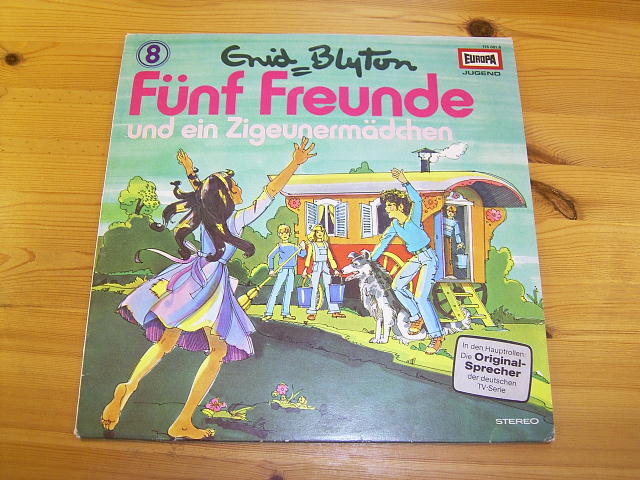 8
Enid Blyton
EUROPA
JUGEND
Fünf Freunde
und ein Zigeunermädchen
In den Hauptrollen:
Die Original-
Sprecher
der deutschen
TV-Serie
STEREO